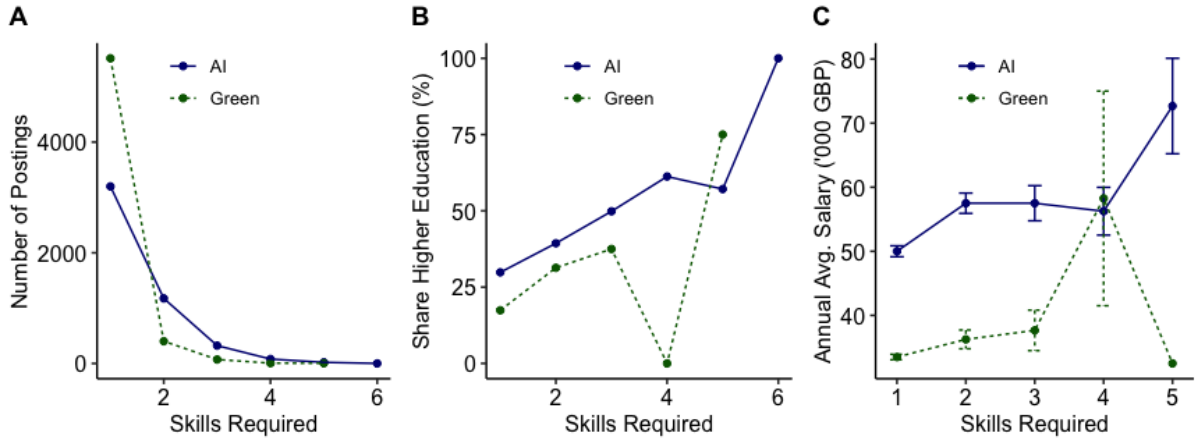 A
Number of Postings
4000
2000
0
AI
Green
2
4
6
Skills Required
B
Share Higher Education (%)
100
75
50
25
0
AI
Green
2
4
6
Skills Required
C
Annual Avg. Salary ('000 GBP)
80
70
60
50
40
AI
Green
1
2
3
4
5
Skills Required